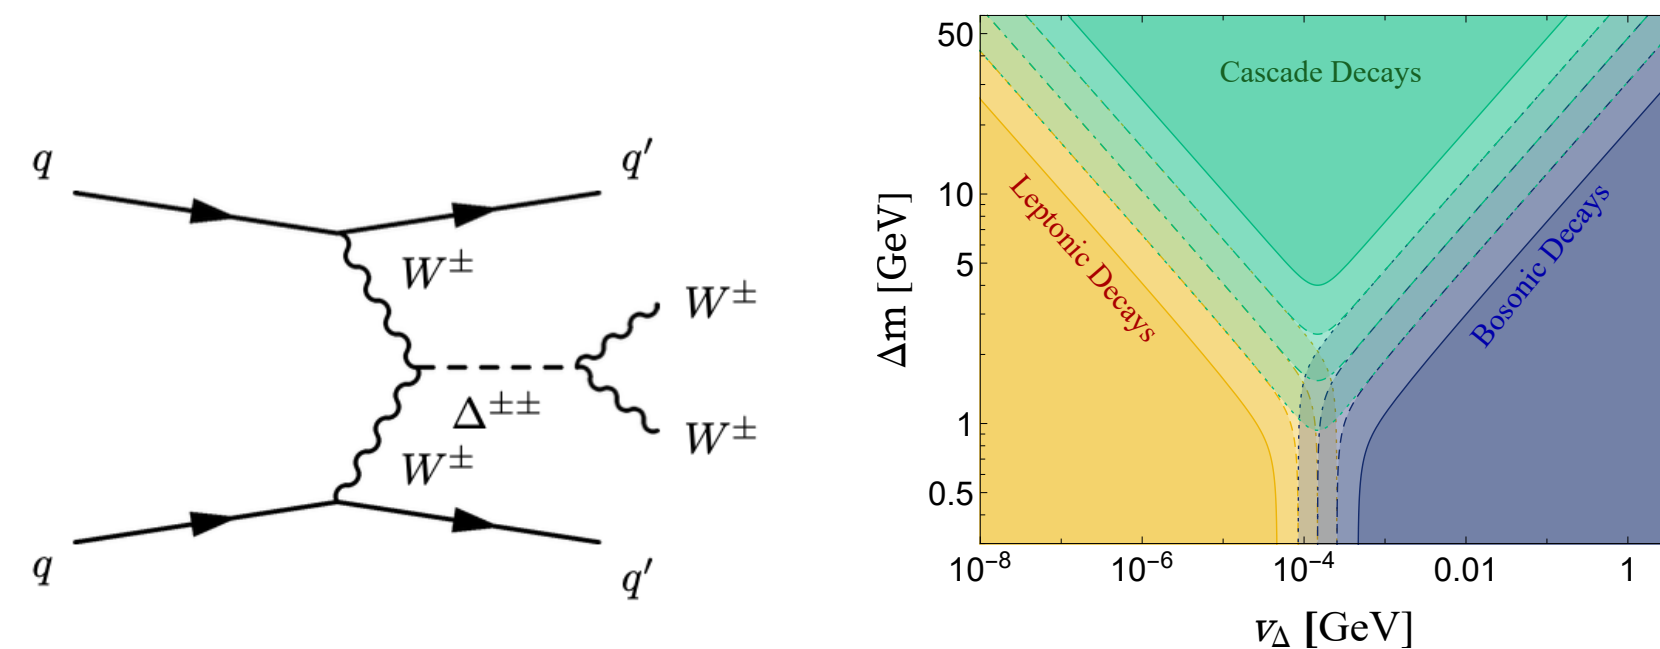 q
q′
W±
W±
Δ±±
W±
W±
q
q′
Cascade Decays
Leptonic Decays
Bosonic Decays
50
10
5
1
0.5
Δm [GeV]
10⁻⁸ 10⁻⁶ 10⁻⁴ 0.01 1
vΔ [GeV]